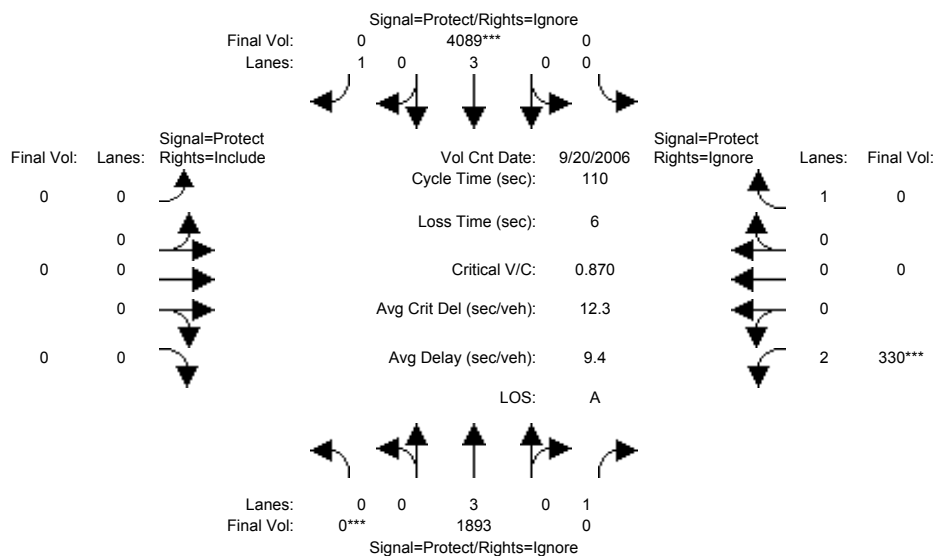 Signal=Protect/Rights=Ignore
Final Vol: 0 4089*** 0
Lanes: 1 0 3 0 0
Signal=Protect Signal=Protect
Final Vol: Lanes: Rights=Include Vol Cnt Date: 9/20/2006 Rights=Ignore Lanes: Final Vol:
Cycle Time (sec): 110
0 0 1 0
Loss Time (sec): 6
0 0
0 0 Critical V/C: 0.870 0 0
0 Avg Crit Del (sec/veh): 12.3 0
0 0 Avg Delay (sec/veh): 9.4 2 330***
LOS: A
Lanes: 0 0 3 0 1
Final Vol: 0*** 1893 0
Signal=Protect/Rights=Ignore